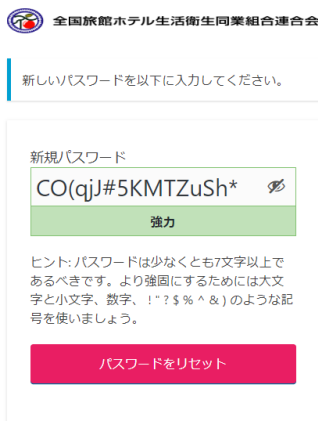 全国旅館ホテル生活衛生同業組合連合会
新しいパスワードを以下に入力してください。
新規パスワード
CO(qjJ#5KMTZuSh*
強力
ヒント: パスワードは少なくとも7文字以上で
あるべきです。より強固にするためには大文
字と小文字、数字、 ! " ? $ % ^ & ) のような記
号を使いましょう。
パスワードをリセット